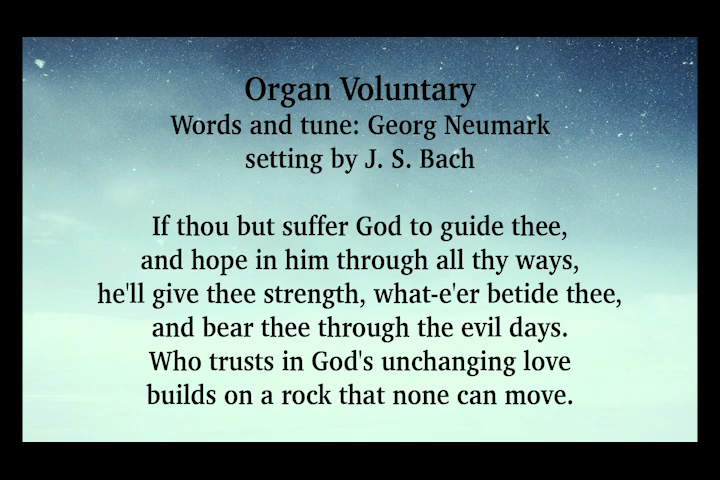 Organ Voluntary
Words and tune: Georg Neumark
setting by J. S. Bach
If thou but suffer God to guide thee,
and hope in him through all thy ways,
he'll give thee strength, what-e'er betide thee,
and bear thee through the evil days.
Who trusts in God's unchanging love
builds on a rock that none can move.